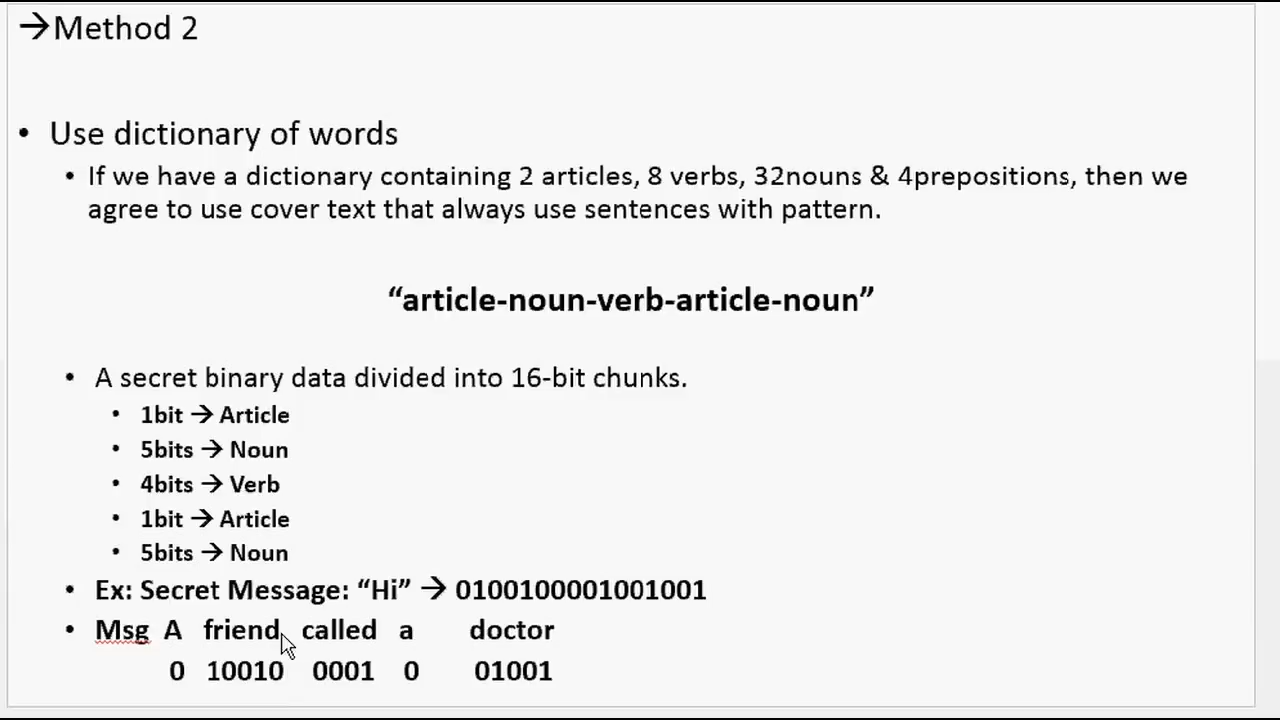 →Method 2
• Use dictionary of words
• If we have a dictionary containing 2 articles, 8 verbs, 32nouns & 4prepositions, then we
agree to use cover text that always use sentences with pattern.
“article-noun-verb-article-noun”
• A secret binary data divided into 16-bit chunks.
• 1bit → Article
• 5bits → Noun
• 4bits → Verb
• 1bit → Article
• 5bits → Noun
• Ex: Secret Message: “Hi” → 0100100001001001
• Msg A friend called a doctor
0 10010 0001 0 01001